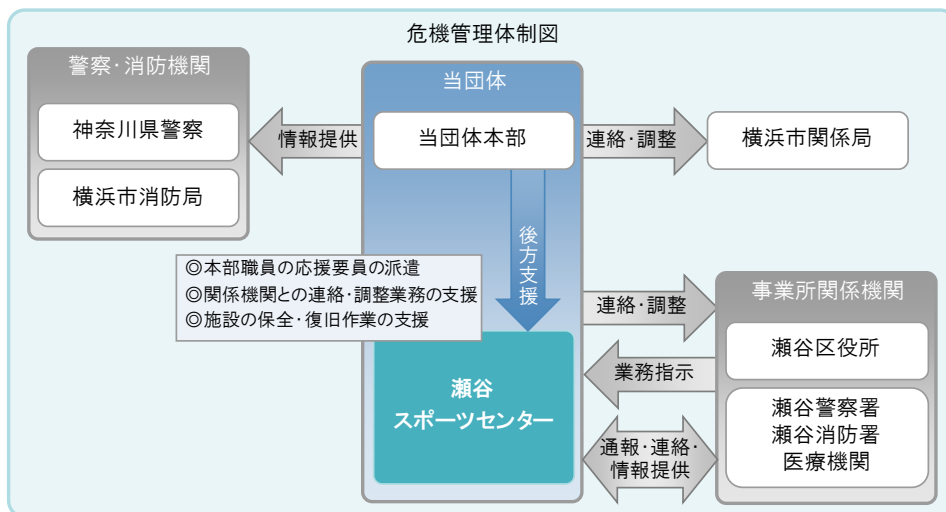 危機管理体制図
警察・消防機関
神奈川県警察
横浜市消防局
情報提供
当団体
当団体本部
連絡・調整
横浜市関係局
後方支援
◎本部職員の応援要員の派遣
◎関係機関との連絡・調整業務の支援
◎施設の保全・復旧作業の支援
瀬谷
スポーツセンター
連絡・調整
業務指示
通報・連絡・
情報提供
事業所関係機関
瀬谷区役所
瀬谷警察署
瀬谷消防署
医療機関